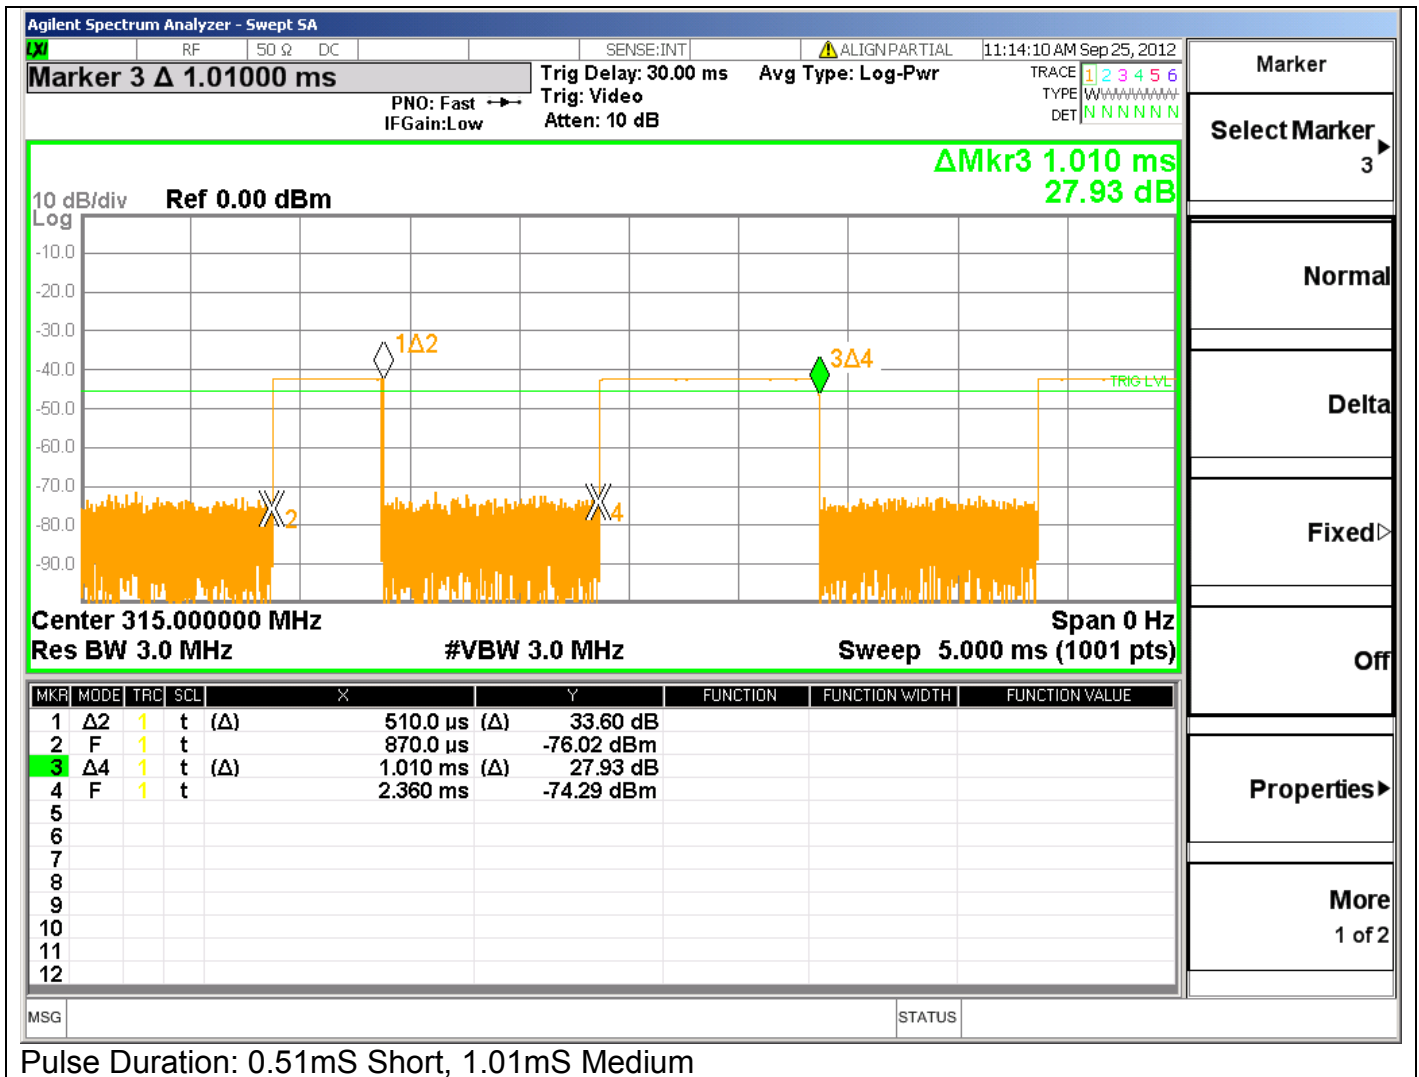 Agilent Spectrum Analyzer - Swept SA
LXI RF 50 Ω DC SENSE:INT ALIGN PARTIAL 11:14:10 AM Sep 25, 2012
Marker 3 Δ 1.01000 ms
PNO: Fast
IFGain:Low
Trig Delay: 30.00 ms
Trig: Video
Atten: 10 dB
Avg Type: Log-Pwr
TRACE 1 2 3 4 5 6
TYPE WWWWWW
DET N N N N N N
ΔMkr3 1.010 ms
27.93 dB
10 dB/div Ref 0.00 dBm
Log
-10.0
-20.0
-30.0
-40.0
-50.0
-60.0
-70.0
-80.0
-90.0
1Δ2
3Δ4
TRIG LVL
2
4
Center 315.000000 MHz Span 0 Hz
Res BW 3.0 MHz #VBW 3.0 MHz Sweep 5.000 ms (1001 pts)
MKR MODE TRC SCL X Y FUNCTION FUNCTION WIDTH FUNCTION VALUE
1 Δ2 1 t (Δ) 510.0 µs (Δ) 33.60 dB
2 F 1 t 870.0 µs -76.02 dBm
3 Δ4 1 t (Δ) 1.010 ms (Δ) 27.93 dB
4 F 1 t 2.360 ms -74.29 dBm
5
6
7
8
9
10
11
12
MSG STATUS
Marker
Select Marker
3
Normal
Delta
Fixed
Off
Properties
More
1 of 2
Pulse Duration: 0.51mS Short, 1.01mS Medium